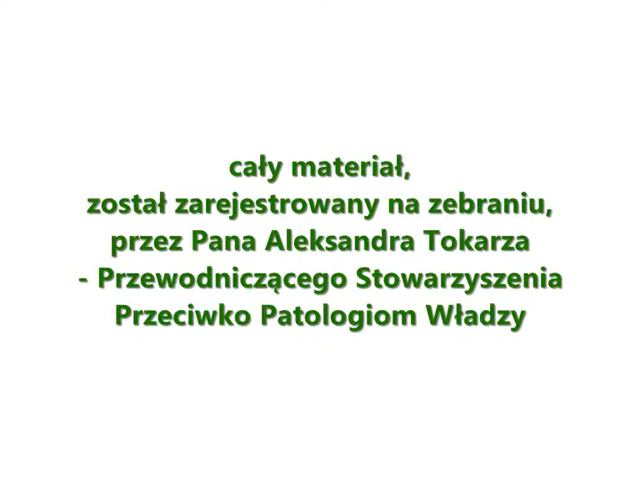 cały materiał,
został zarejestrowany na zebraniu,
przez Pana Aleksandra Tokarza
- Przewodniczącego Stowarzyszenia
Przeciwko Patologiom Władzy